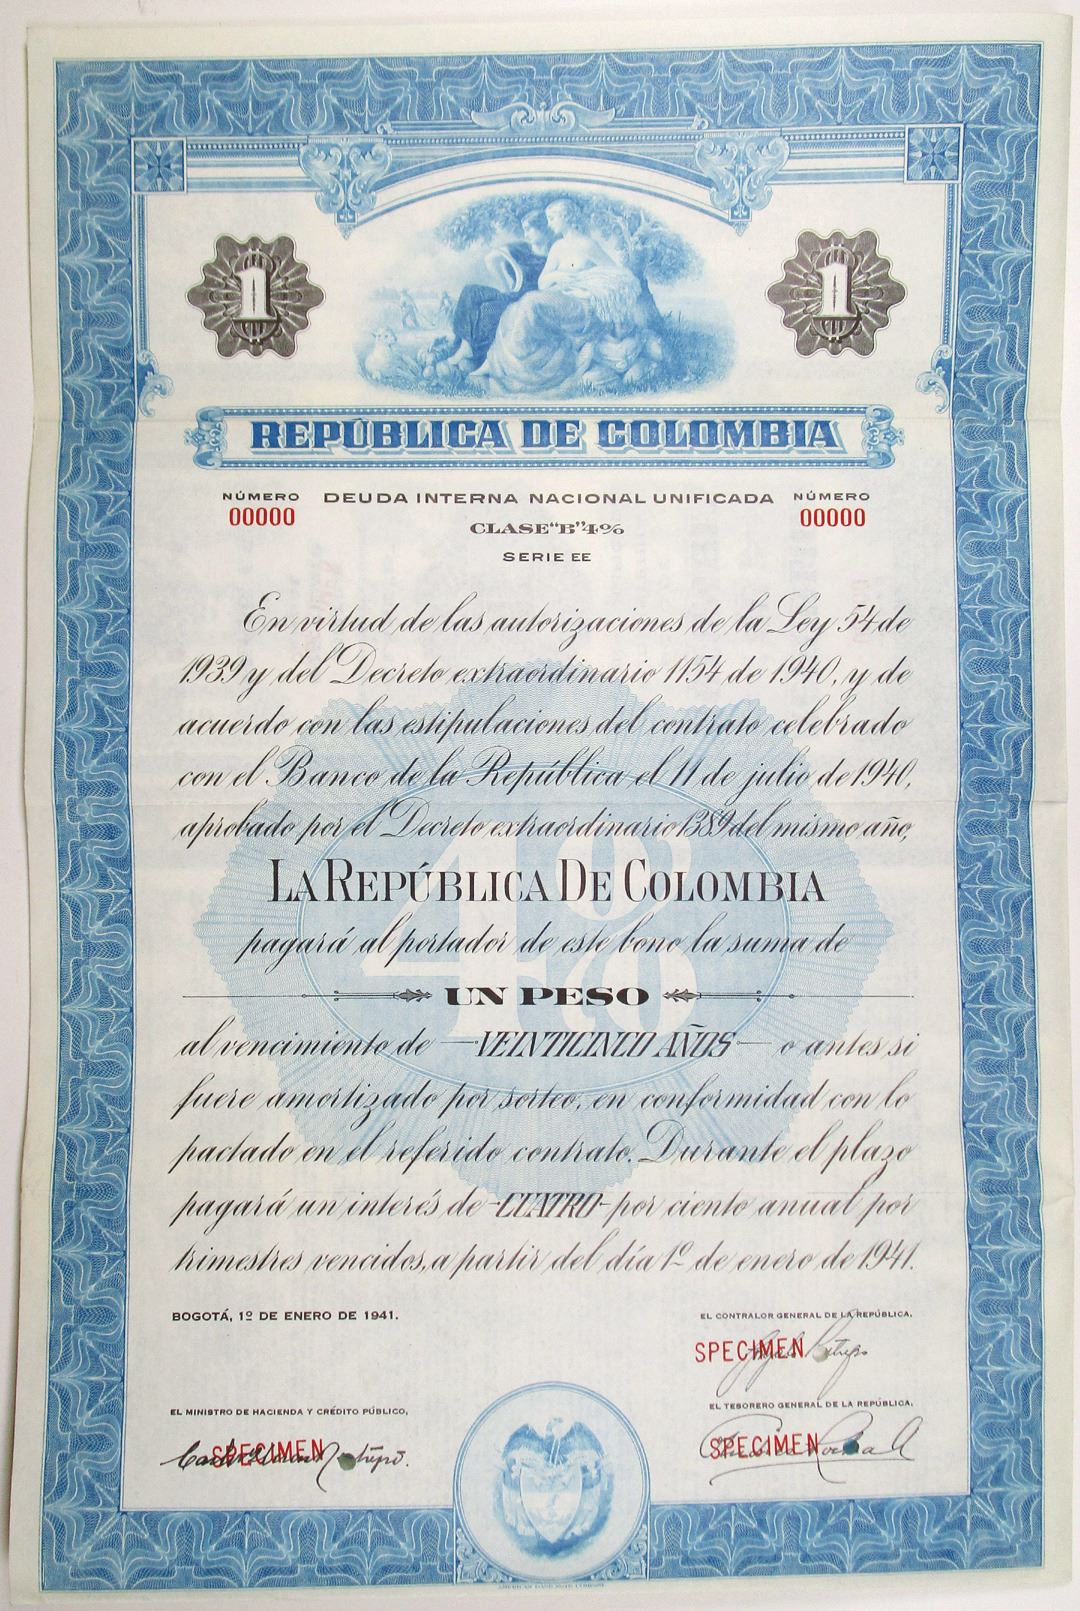 1 1
REPÚBLICA DE COLOMBIA
NÚMERO DEUDA INTERNA NACIONAL UNIFICADA NÚMERO
00000 CLASE "B" 4% 00000
SERIE EE
En virtud de las autorizaciones de la Ley 54 de
1939 y del Decreto extraordinario 1154 de 1940, y de
acuerdo con las estipulaciones del contrato celebrado
con el Banco de la República el 11 de julio de 1940,
aprobado por el Decreto extraordinario 1389 del mismo año,
LA REPÚBLICA DE COLOMBIA
pagará al portador de este bono la suma de
UN PESO
4%
al vencimiento de — VEINTICINCO AÑOS — o antes si
fuere amortizado por sorteo, en conformidad con lo
pactado en el referido contrato. Durante el plazo
pagará un interés de -CUATRO- por ciento anual por
trimestres vencidos, a partir del día 1º de enero de 1941.
BOGOTÁ, 1º DE ENERO DE 1941.
EL CONTRALOR GENERAL DE LA REPÚBLICA.
SPECIMEN
EL MINISTRO DE HACIENDA Y CRÉDITO PÚBLICO,
SPECIMEN
EL TESORERO GENERAL DE LA REPÚBLICA,
SPECIMEN
AMERICAN BANK NOTE COMPANY